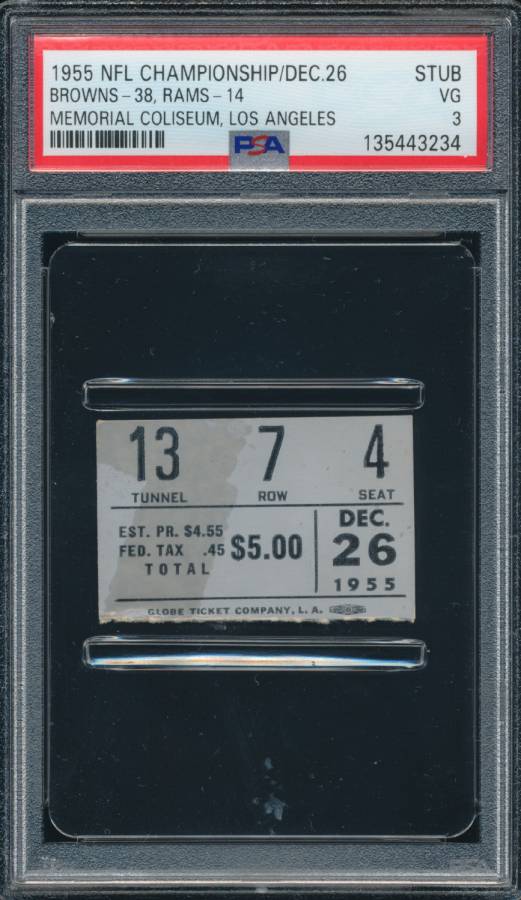 1955 NFL CHAMPIONSHIP/DEC.26 STUB
BROWNS-38, RAMS-14 VG
MEMORIAL COLISEUM, LOS ANGELES 3
PSA 135443234
13 7 4
TUNNEL ROW SEAT
EST. PR. $4.55
FED. TAX .45
TOTAL
$5.00
DEC.
26
1955
GLOBE TICKET COMPANY, L.A.